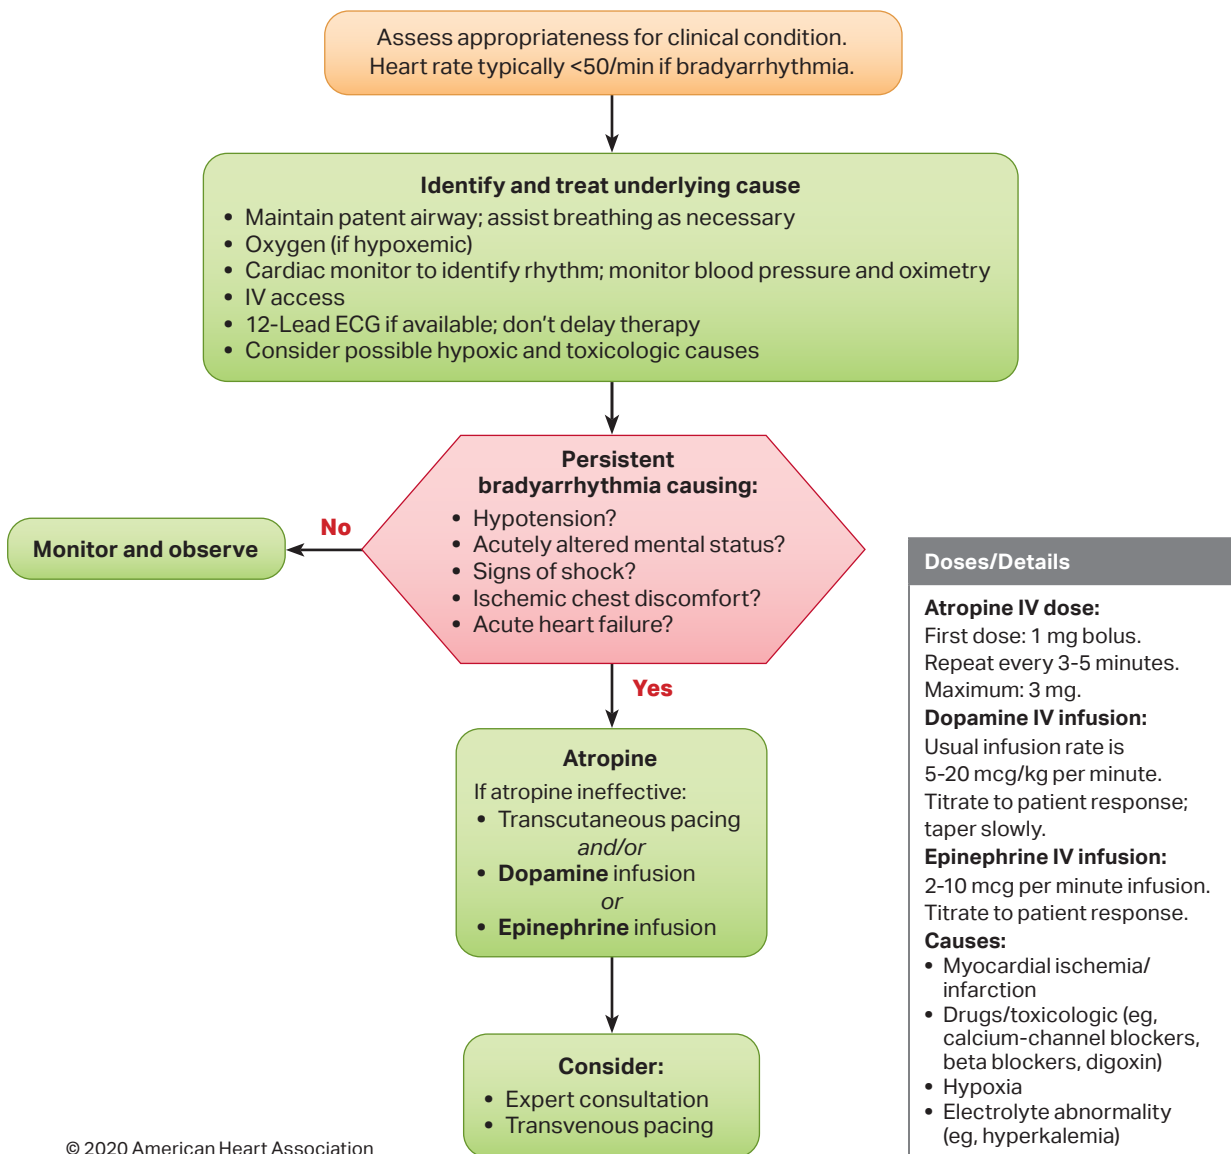 Assess appropriateness for clinical condition.
Heart rate typically <50/min if bradyarrhythmia.
Identify and treat underlying cause
• Maintain patent airway; assist breathing as necessary
• Oxygen (if hypoxemic)
• Cardiac monitor to identify rhythm; monitor blood pressure and oximetry
• IV access
• 12-Lead ECG if available; don't delay therapy
• Consider possible hypoxic and toxicologic causes
Persistent
bradyarrhythmia causing:
• Hypotension?
• Acutely altered mental status?
• Signs of shock?
• Ischemic chest discomfort?
• Acute heart failure?
No
Monitor and observe
Yes
Atropine
If atropine ineffective:
• Transcutaneous pacing
and/or
• Dopamine infusion
or
• Epinephrine infusion
Consider:
• Expert consultation
• Transvenous pacing
Doses/Details
Atropine IV dose:
First dose: 1 mg bolus.
Repeat every 3-5 minutes.
Maximum: 3 mg.
Dopamine IV infusion:
Usual infusion rate is
5-20 mcg/kg per minute.
Titrate to patient response;
taper slowly.
Epinephrine IV infusion:
2-10 mcg per minute infusion.
Titrate to patient response.
Causes:
• Myocardial ischemia/
infarction
• Drugs/toxicologic (eg,
calcium-channel blockers,
beta blockers, digoxin)
• Hypoxia
• Electrolyte abnormality
(eg, hyperkalemia)
© 2020 American Heart Association